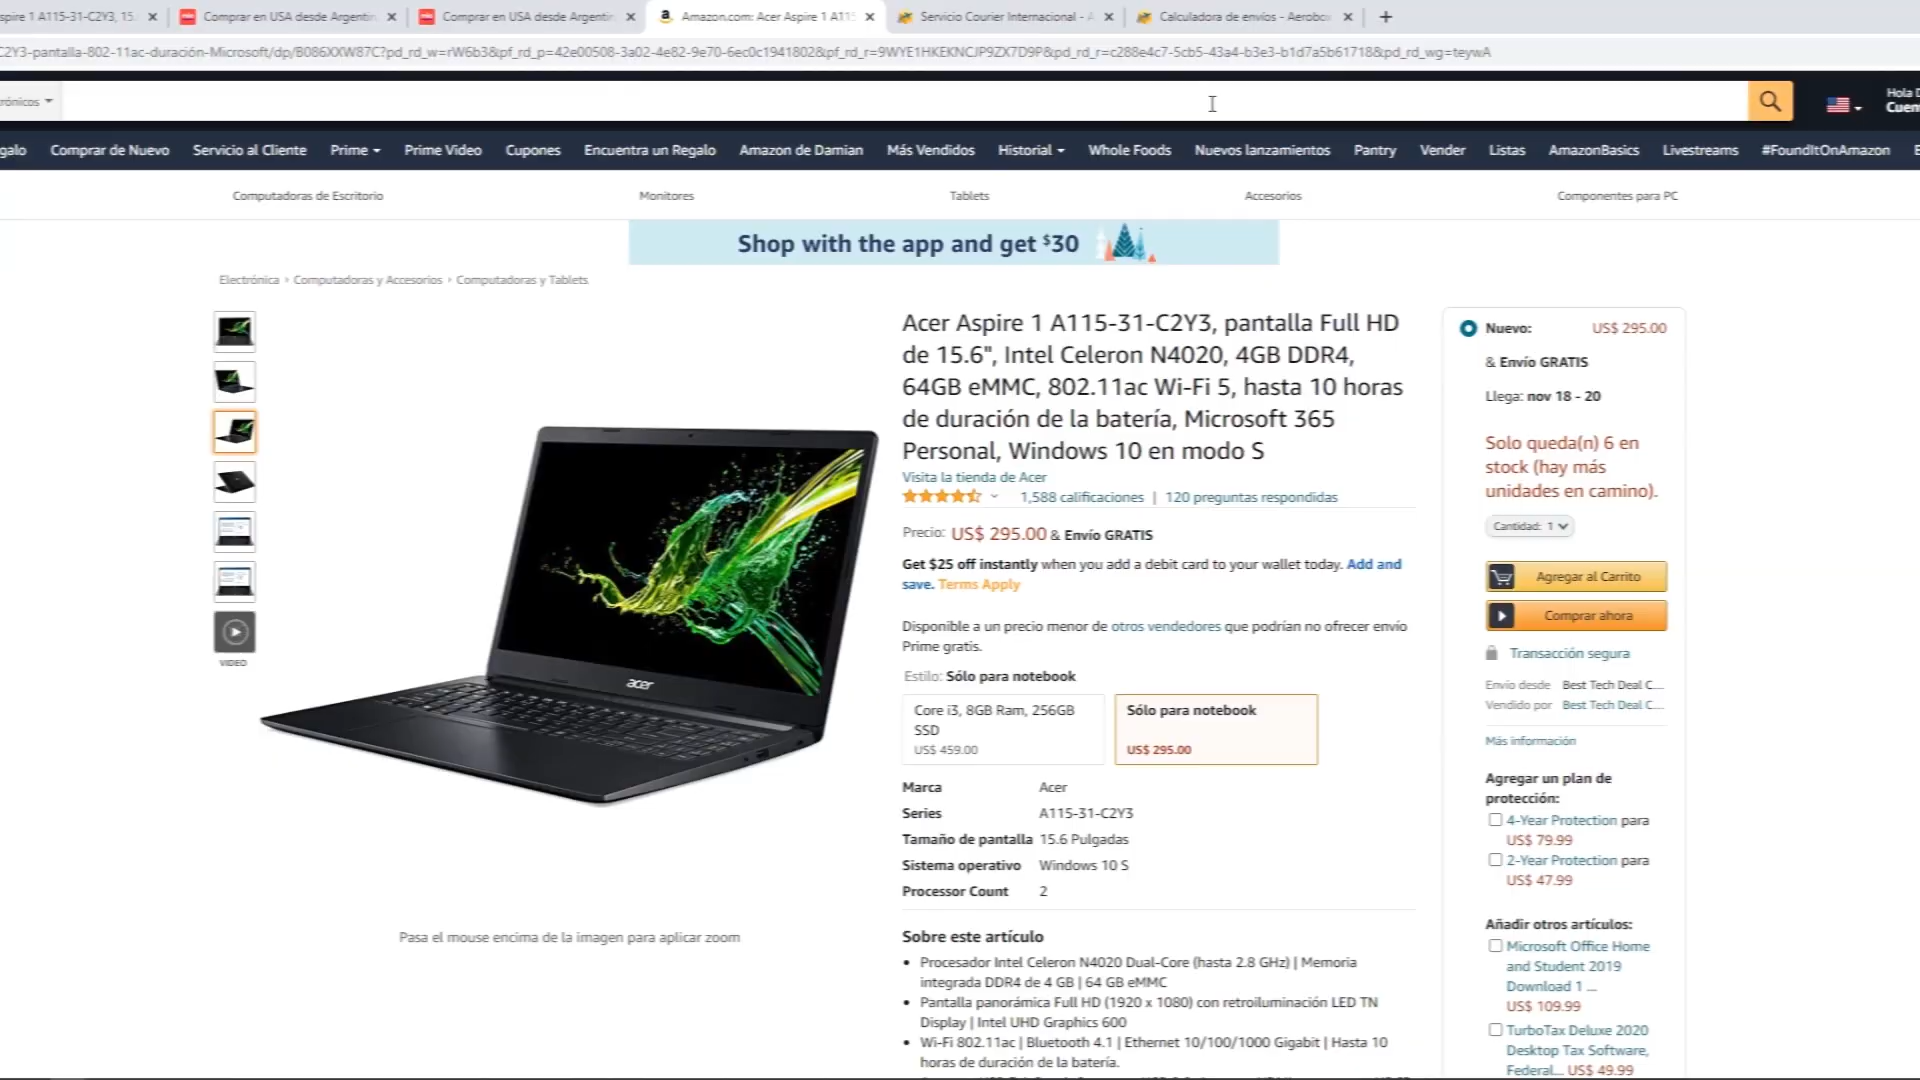 spire 1 A115-31-C2Y3, 15.
Comprar en USA desde Argentin
Comprar en USA desde Argentin
Amazon.com: Acer Aspire 1 A115
Servicio Courier Internacional - A
Calculadora de envíos - Aerobo
C2Y3-pantalla-802-11ac-duración-Microsoft/dp/B086XXW87C?pd_rd_w=rW6b3&pf_rd_p=42e00508-3a02-4e82-9e70-6ec0c1941802&pf_rd_r=9WYE1HKEKNCJP9ZX7D9P&pd_rd_r=c288e4c7-5cb5-43a4-b3e3-b1d7a5b61718&pd_rd_wg=teywA
rónicos
Hola D
Cuen
galo Comprar de Nuevo Servicio al Cliente Prime Prime Video Cupones Encuentra un Regalo Amazon de Damian Más Vendidos Historial Whole Foods Nuevos lanzamientos Pantry Vender Listas AmazonBasics Livestreams #FoundItOnAmazon
Computadoras de Escritorio Monitores Tablets Accesorios Componentes para PC
Shop with the app and get $30
Electrónica › Computadoras y Accesorios › Computadoras y Tablets
VIDEO
acer
Pasa el mouse encima de la imagen para aplicar zoom
Acer Aspire 1 A115-31-C2Y3, pantalla Full HD
de 15.6", Intel Celeron N4020, 4GB DDR4,
64GB eMMC, 802.11ac Wi-Fi 5, hasta 10 horas
de duración de la batería, Microsoft 365
Personal, Windows 10 en modo S
Visita la tienda de Acer
1,588 calificaciones | 120 preguntas respondidas
Precio: US$ 295.00 & Envío GRATIS
Get $25 off instantly when you add a debit card to your wallet today. Add and
save. Terms Apply
Disponible a un precio menor de otros vendedores que podrían no ofrecer envío
Prime gratis.
Estilo: Sólo para notebook
Core i3, 8GB Ram, 256GB
SSD
US$ 459.00
Sólo para notebook
US$ 295.00
Marca Acer
Series A115-31-C2Y3
Tamaño de pantalla 15.6 Pulgadas
Sistema operativo Windows 10 S
Processor Count 2
Sobre este artículo
• Procesador Intel Celeron N4020 Dual-Core (hasta 2.8 GHz) | Memoria
integrada DDR4 de 4 GB | 64 GB eMMC
• Pantalla panorámica Full HD (1920 x 1080) con retroiluminación LED TN
Display | Intel UHD Graphics 600
• Wi-Fi 802.11ac | Bluetooth 4.1 | Ethernet 10/100/1000 Gigabit | Hasta 10
horas de duración de la batería.
Nuevo: US$ 295.00
& Envío GRATIS
Llega: nov 18 - 20
Solo queda(n) 6 en
stock (hay más
unidades en camino).
Cantidad: 1
Agregar al Carrito
Comprar ahora
Transacción segura
Envío desde Best Tech Deal C...
Vendido por Best Tech Deal C...
Más información
Agregar un plan de
protección:
4-Year Protection para
US$ 79.99
2-Year Protection para
US$ 47.99
Añadir otros artículos:
Microsoft Office Home
and Student 2019
Download 1 ...
US$ 109.99
TurboTax Deluxe 2020
Desktop Tax Software,
Federal... US$ 49.99